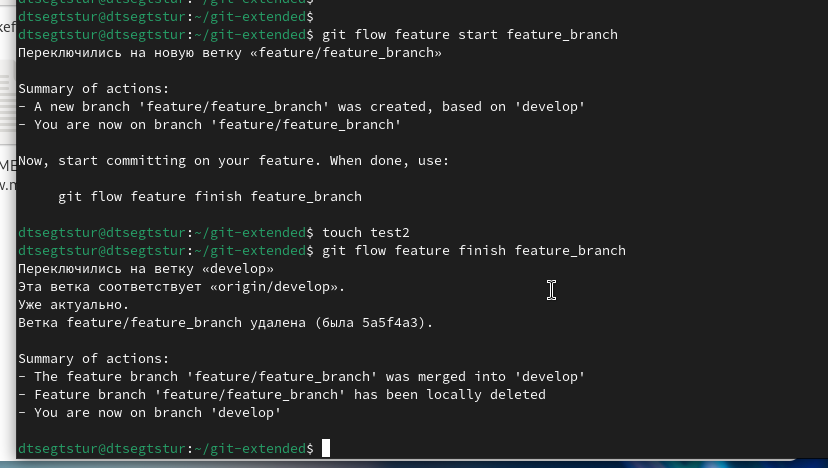 dtsegtstur@dtsegtstur:~/git-extended$
dtsegtstur@dtsegtstur:~/git-extended$ git flow feature start feature_branch
Переключились на новую ветку «feature/feature_branch»
Summary of actions:
- A new branch 'feature/feature_branch' was created, based on 'develop'
- You are now on branch 'feature/feature_branch'
Now, start committing on your feature. When done, use:
git flow feature finish feature_branch
dtsegtstur@dtsegtstur:~/git-extended$ touch test2
dtsegtstur@dtsegtstur:~/git-extended$ git flow feature finish feature_branch
Переключились на ветку «develop»
Эта ветка соответствует «origin/develop».
Уже актуально.
Ветка feature/feature_branch удалена (была 5a5f4a3).
Summary of actions:
- The feature branch 'feature/feature_branch' was merged into 'develop'
- Feature branch 'feature/feature_branch' has been locally deleted
- You are now on branch 'develop'
dtsegtstur@dtsegtstur:~/git-extended$